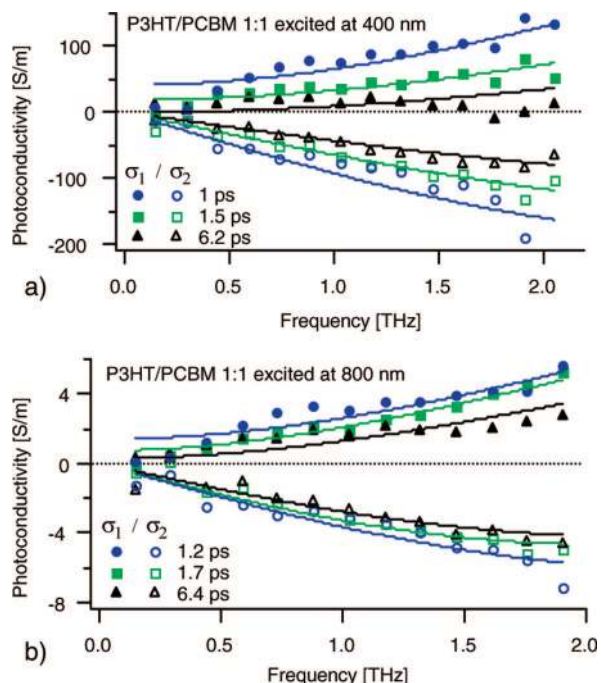 P3HT/PCBM 1:1 excited at 400 nm
100
0
-100
-200
Photoconductivity [S/m]
σ1 / σ2
1 ps
1.5 ps
6.2 ps
a)
0.0 0.5 1.0 1.5 2.0
Frequency [THz]
P3HT/PCBM 1:1 excited at 800 nm
4
0
-4
-8
Photoconductivity [S/m]
σ1 / σ2
1.2 ps
1.7 ps
6.4 ps
b)
0.0 0.5 1.0 1.5 2.0
Frequency [THz]